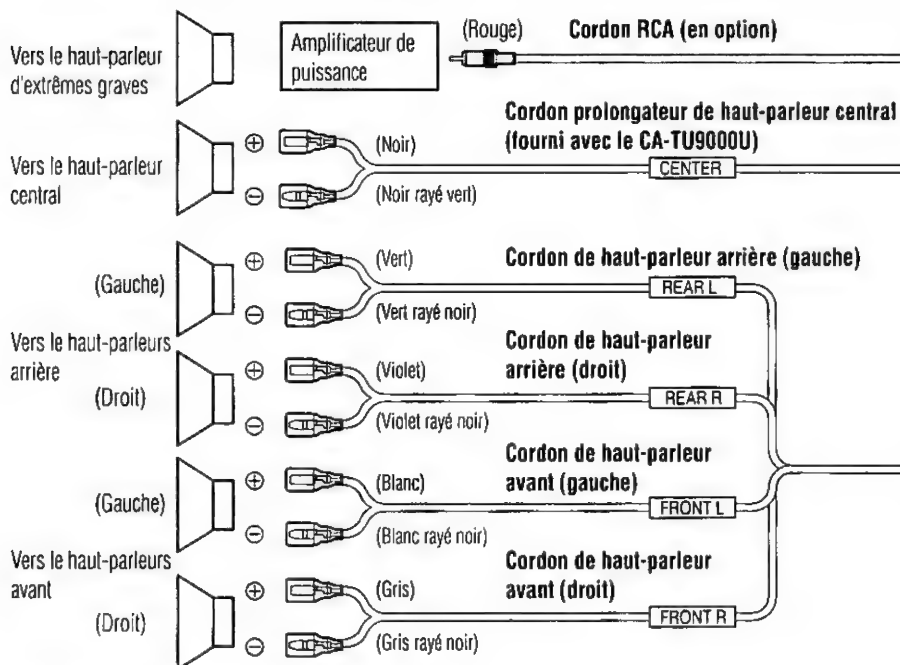 Vers le haut-parleur
d'extrêmes graves
Amplificateur de
puissance
(Rouge)
Cordon RCA (en option)
Vers le haut-parleur
central
⊕
(Noir)
⊖
(Noir rayé vert)
Cordon prolongateur de haut-parleur central
(fourni avec le CA-TU9000U)
CENTER
Vers le haut-parleurs
arrière
(Gauche)
⊕
(Vert)
⊖
(Vert rayé noir)
Cordon de haut-parleur arrière (gauche)
REAR L
(Droit)
⊕
(Violet)
⊖
(Violet rayé noir)
Cordon de haut-parleur
arrière (droit)
REAR R
Vers le haut-parleurs
avant
(Gauche)
⊕
(Blanc)
⊖
(Blanc rayé noir)
Cordon de haut-parleur
avant (gauche)
FRONT L
(Droit)
⊕
(Gris)
⊖
(Gris rayé noir)
Cordon de haut-parleur
avant (droit)
FRONT R